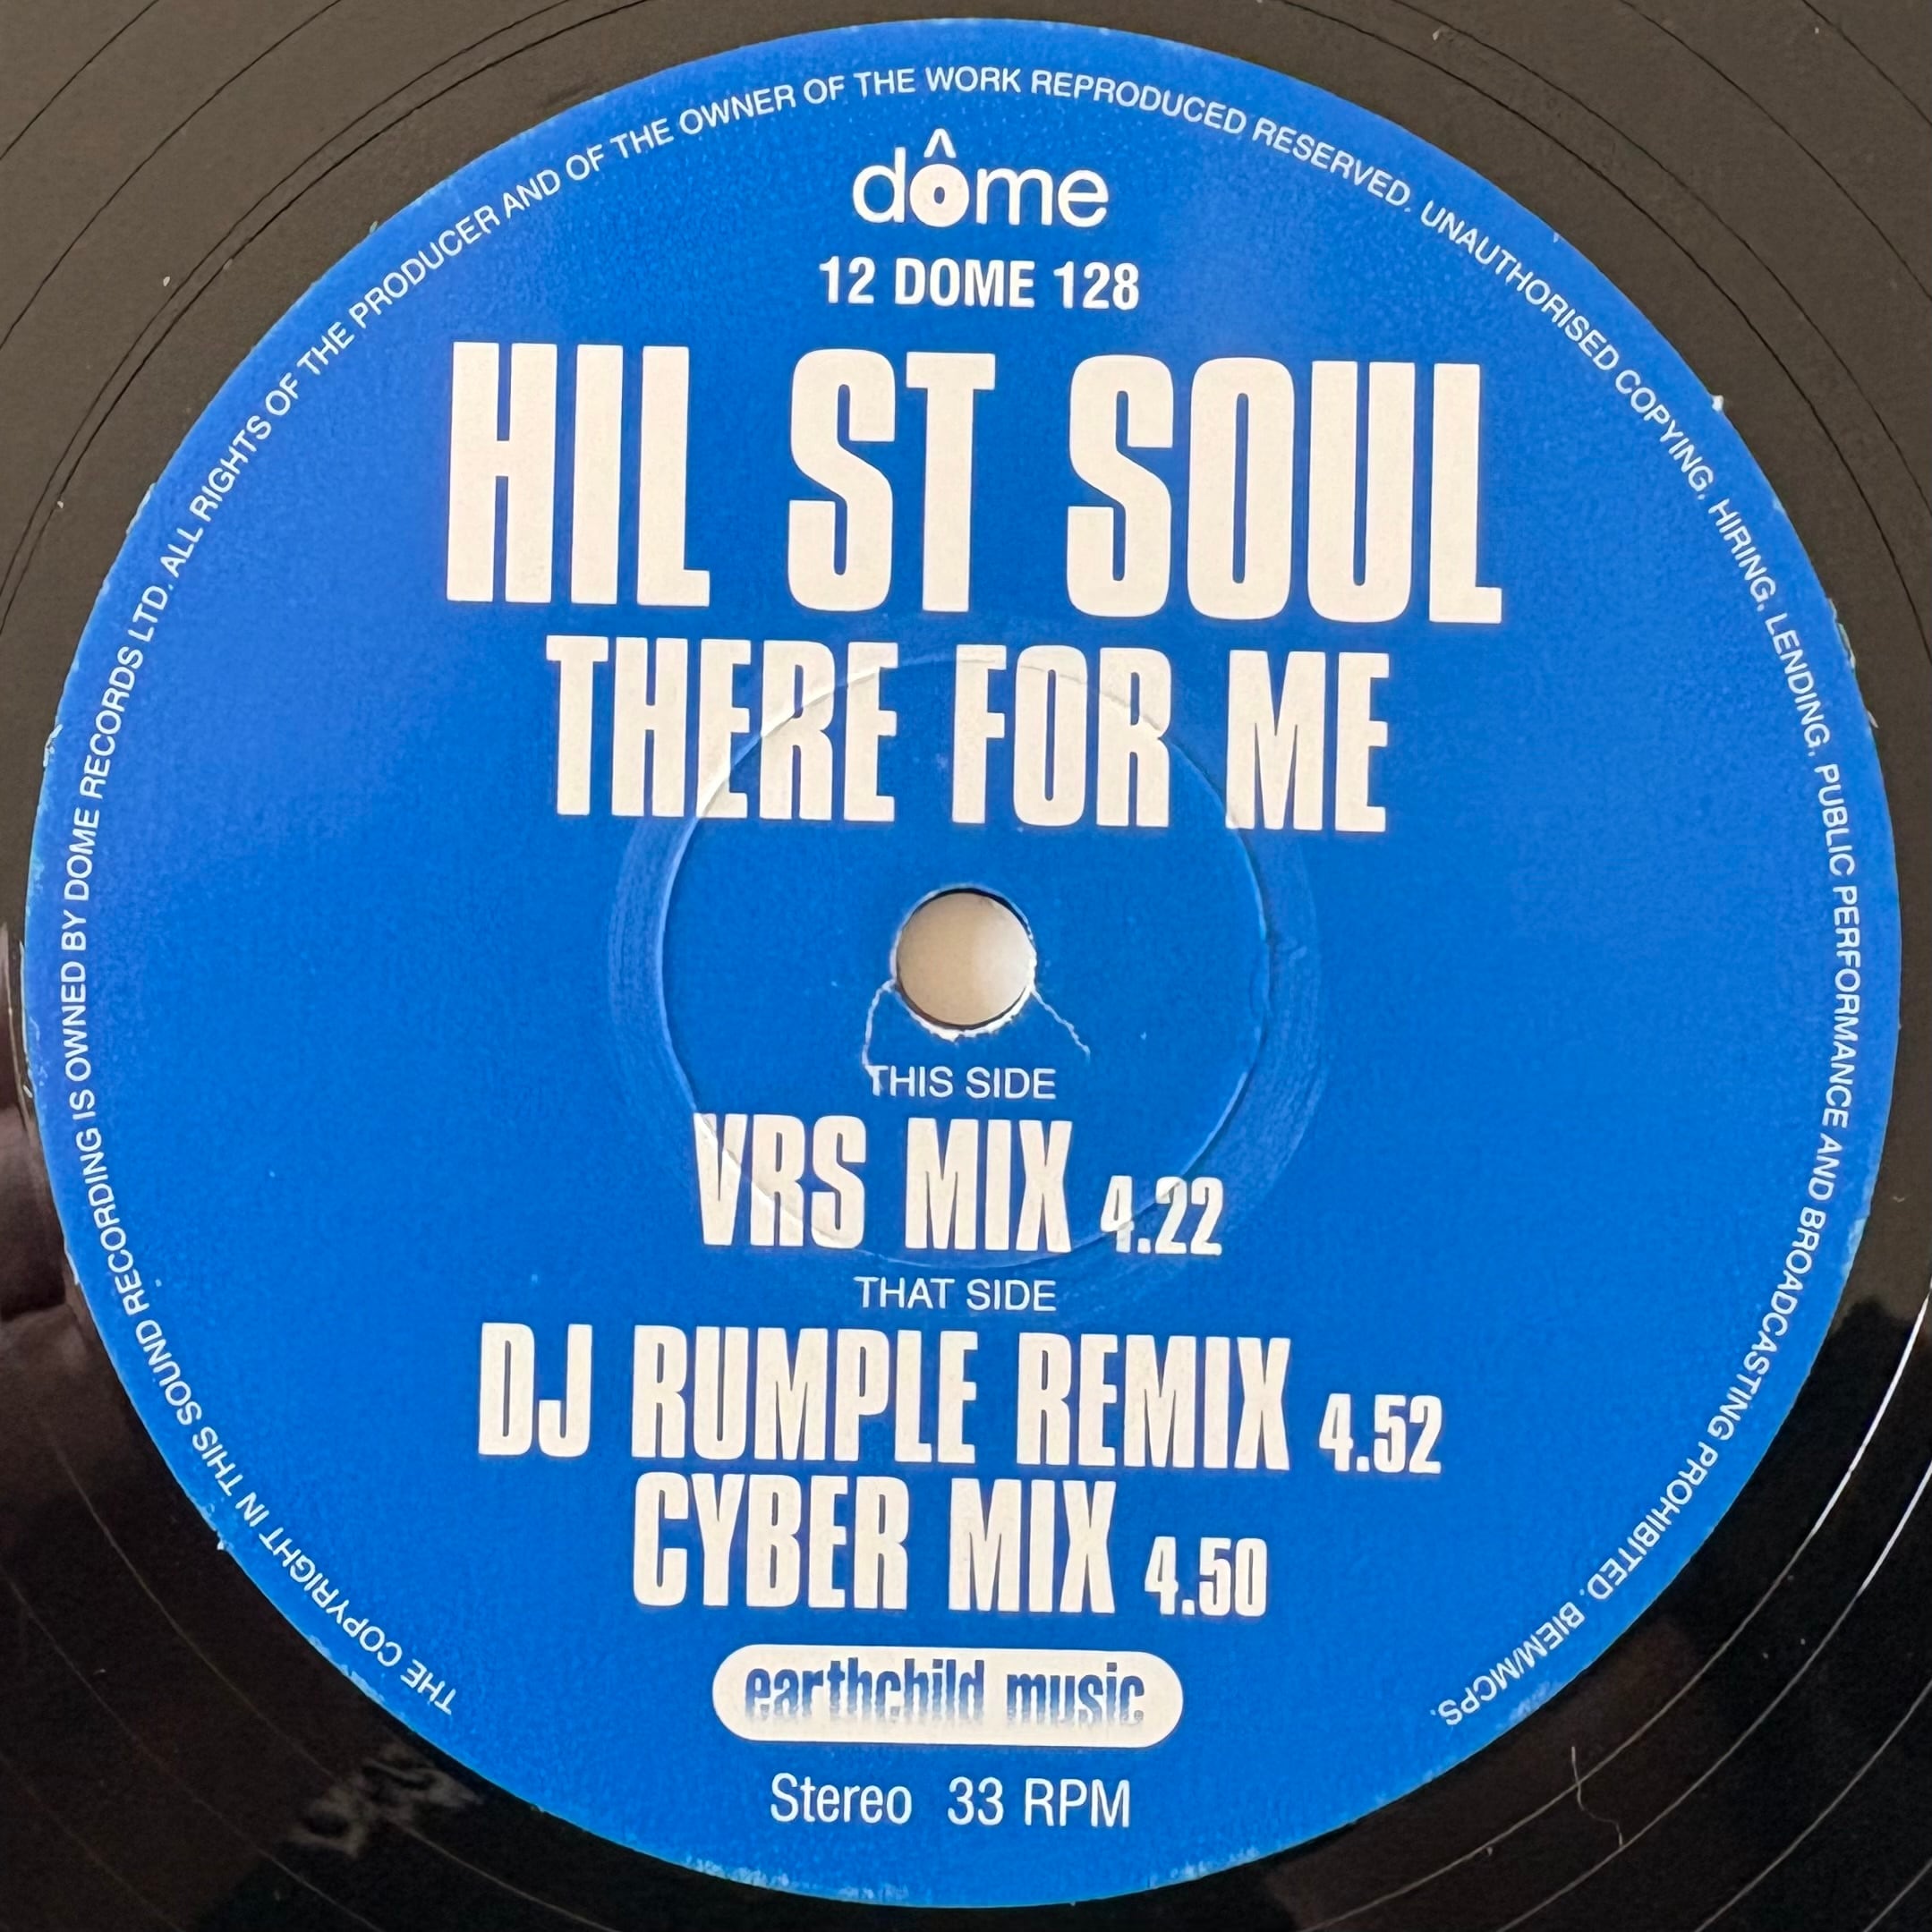 THE COPYRIGHT IN THIS SOUND RECORDING IS OWNED BY DOME RECORDS LTD. ALL RIGHTS OF THE PRODUCER AND OF THE OWNER OF THE WORK REPRODUCED RESERVED. UNAUTHORISED COPYING, HIRING, LENDING, PUBLIC PERFORMANCE AND BROADCASTING PROHIBITED. BIEM/MCPS.
dôme
12 DOME 128
HIL ST SOUL
THERE FOR ME
THIS SIDE
VRS MIX 4.22
THAT SIDE
DJ RUMPLE REMIX 4.52
CYBER MIX 4.50
earthchild music
Stereo 33 RPM